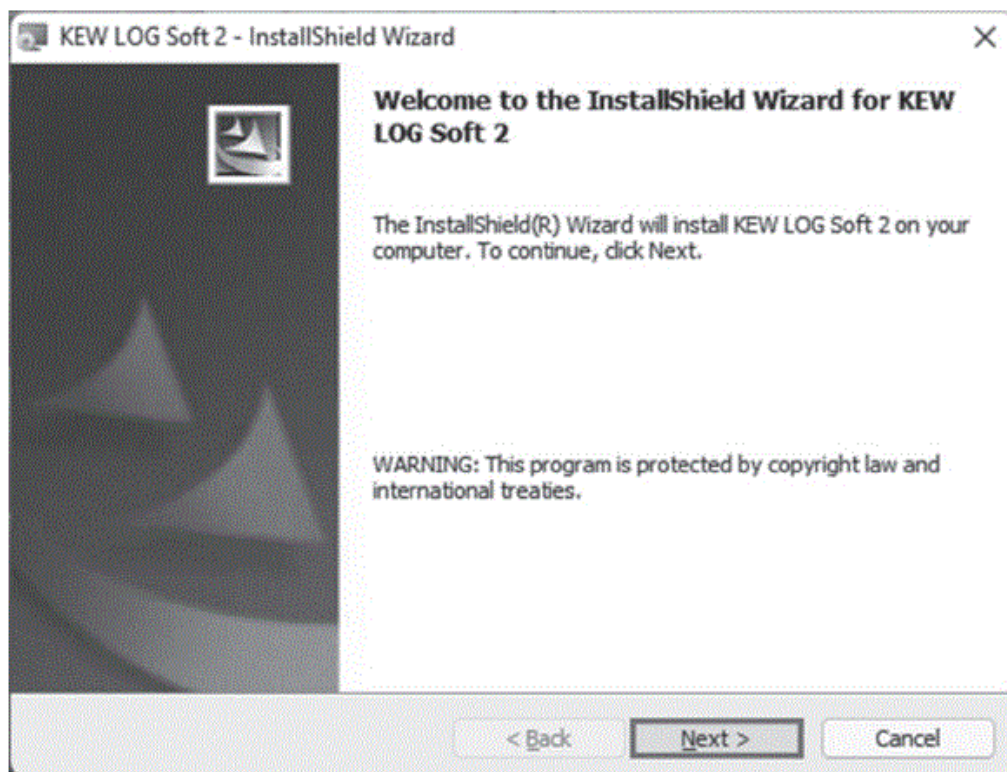 KEW LOG Soft 2 - InstallShield Wizard
Welcome to the InstallShield Wizard for KEW
LOG Soft 2
The InstallShield(R) Wizard will install KEW LOG Soft 2 on your
computer. To continue, click Next.
WARNING: This program is protected by copyright law and
international treaties.
< Back
Next >
Cancel